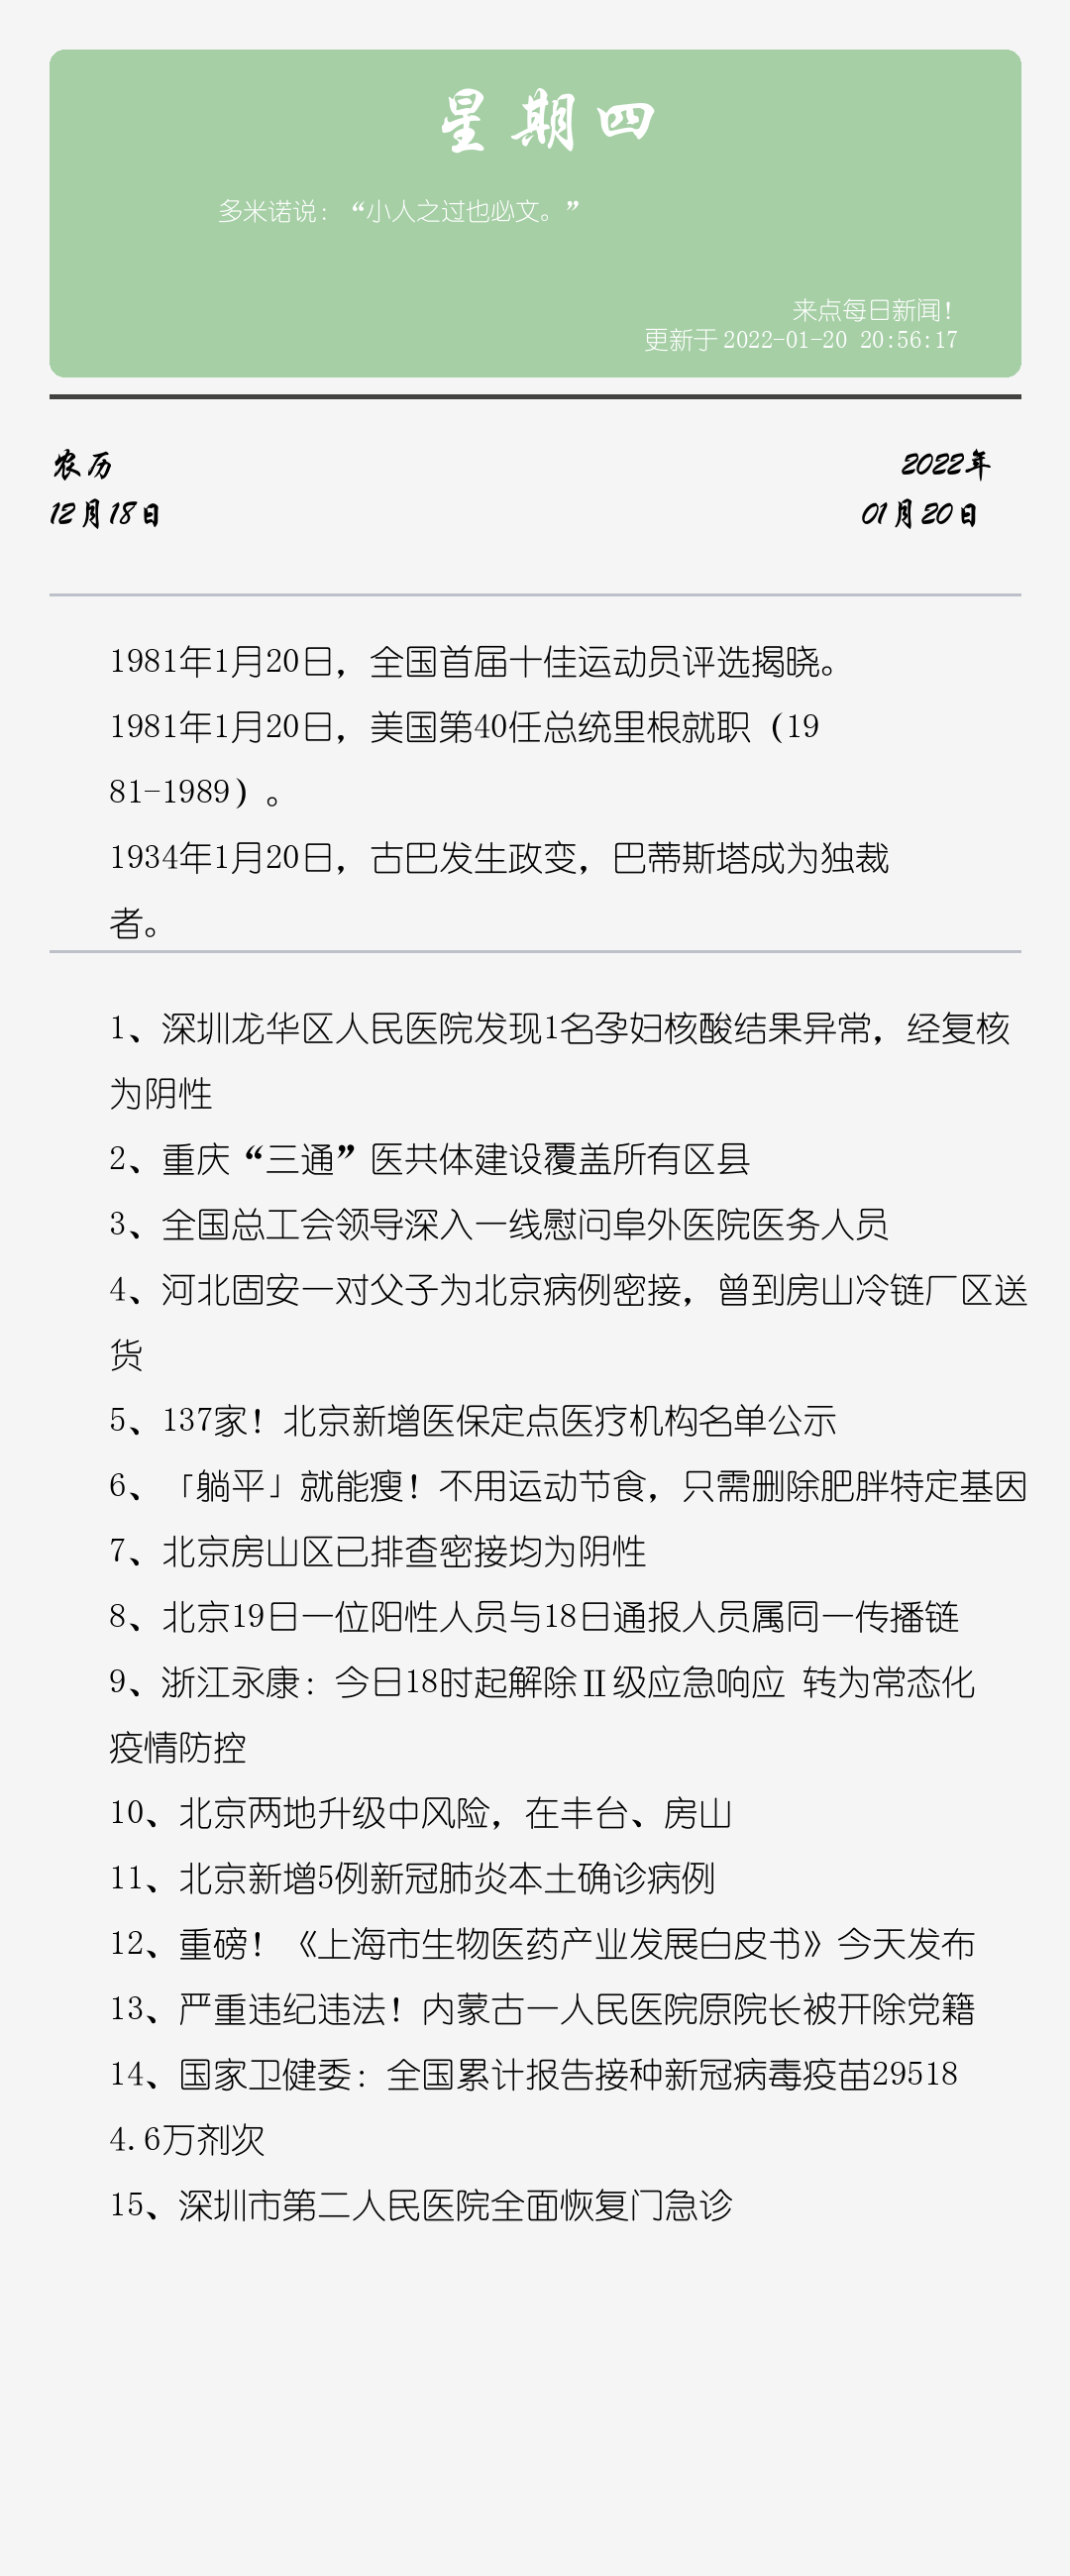 星期四
多米诺说：“小人之过也必文。”
来点每日新闻！
更新于 2022-01-20 20:56:17
农历
2022年
12月18日
01月20日
1981年1月20日，全国首届十佳运动员评选揭晓。
1981年1月20日，美国第40任总统里根就职（19
81-1989）。
1934年1月20日，古巴发生政变，巴蒂斯塔成为独裁
者。
1、深圳龙华区人民医院发现1名孕妇核酸结果异常，经复核
为阴性
2、重庆“三通”医共体建设覆盖所有区县
3、全国总工会领导深入一线慰问阜外医院医务人员
4、河北固安一对父子为北京病例密接，曾到房山冷链厂区送
货
5、137家！北京新增医保定点医疗机构名单公示
6、「躺平」就能瘦！不用运动节食，只需删除肥胖特定基因
7、北京房山区已排查密接均为阴性
8、北京19日一位阳性人员与18日通报人员属同一传播链
9、浙江永康：今日18时起解除Ⅱ级应急响应 转为常态化
疫情防控
10、北京两地升级中风险，在丰台、房山
11、北京新增5例新冠肺炎本土确诊病例
12、重磅！《上海市生物医药产业发展白皮书》今天发布
13、严重违纪违法！内蒙古一人民医院原院长被开除党籍
14、国家卫健委：全国累计报告接种新冠病毒疫苗29518
4.6万剂次
15、深圳市第二人民医院全面恢复门急诊